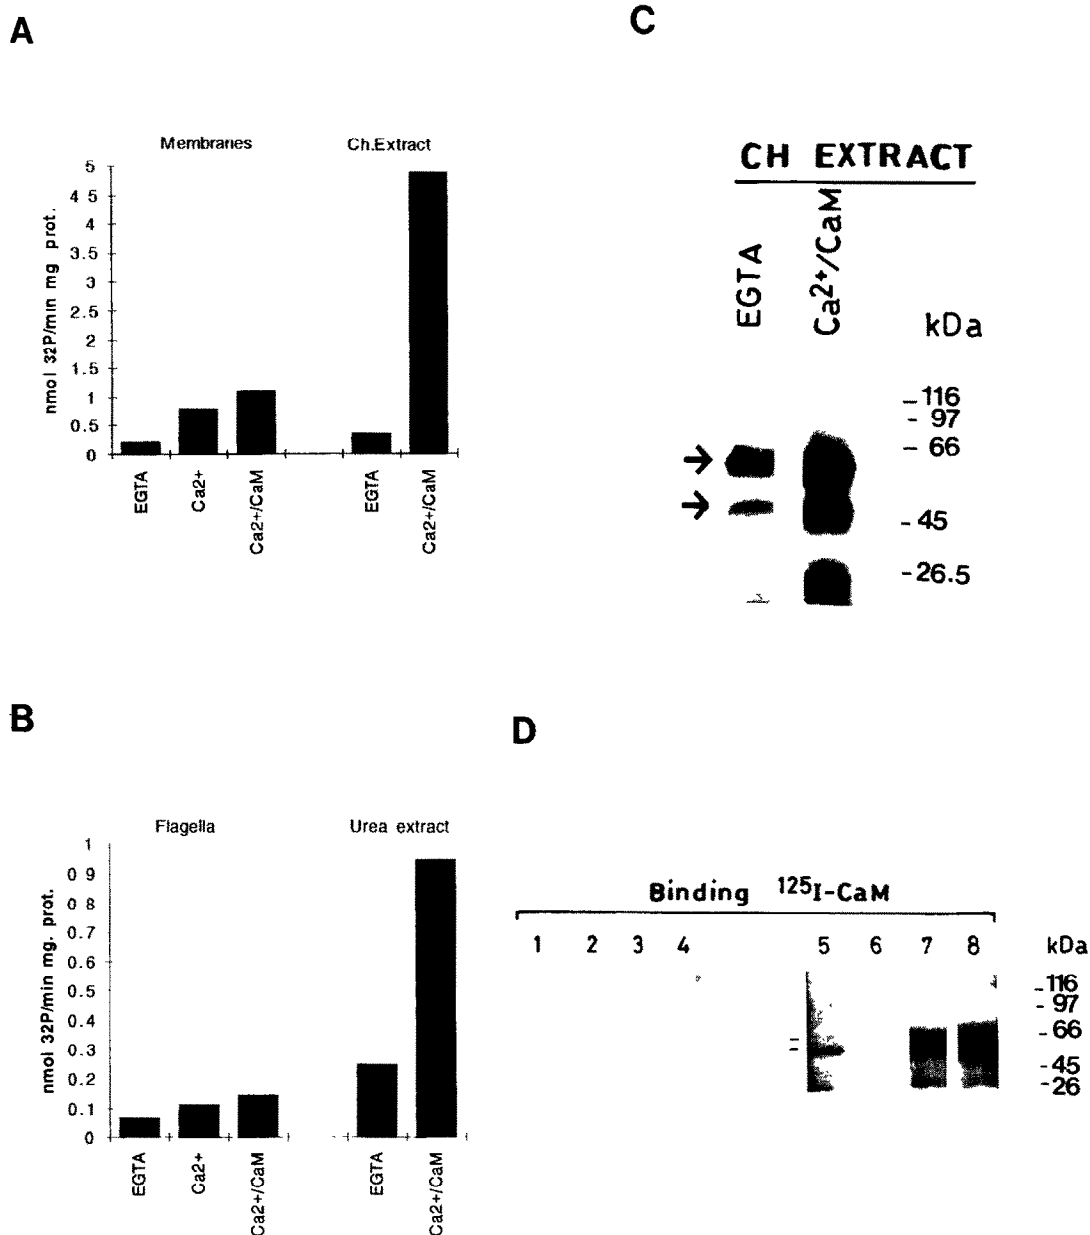 A
Membranes
Ch.Extract
nmol 32P/min mg prot.
5
4 5
4
3.5
3
2.5
2
1.5
1
0.5
0
EGTA
Ca2+
Ca2+/CaM
EGTA
Ca2+/CaM
C
CH EXTRACT
EGTA
Ca2+/CaM
kDa
-116
-97
-66
-45
-26.5
B
Flagella
Urea extract
nmol 32P/min mg. prot.
1
0 9
0.8
0.7
0.6
0.5
0.4
0.3
0.2
0.1
0
EGTA
Ca2+
Ca2+/CaM
EGTA
Ca2+/CaM
D
Binding 125I-CaM
1 2 3 4 5 6 7 8 kDa
-116
-97
-66
-45
-26